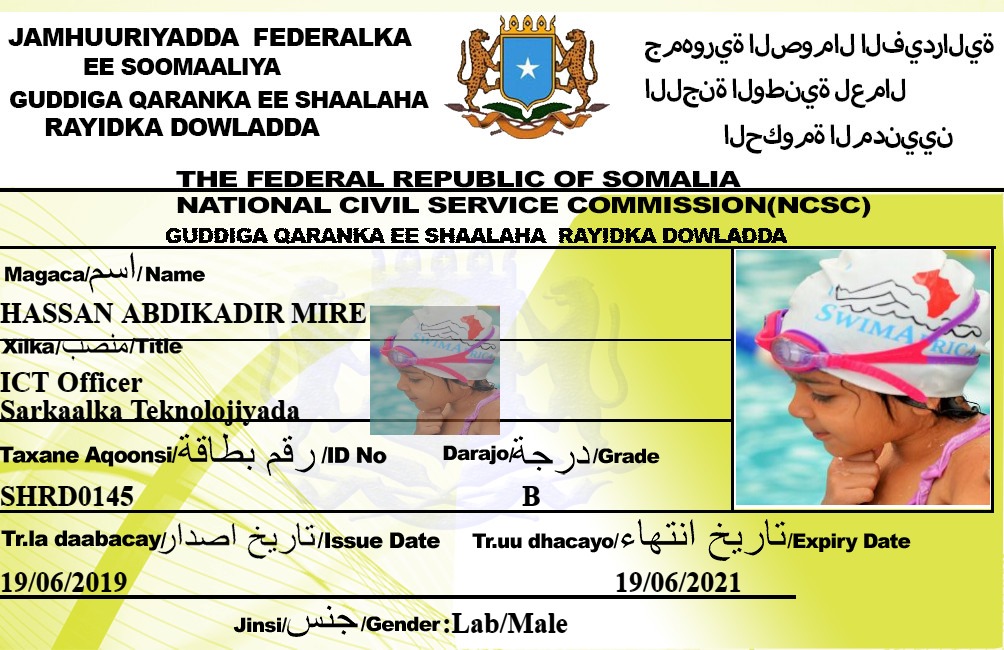 JAMHUURIYADDA FEDERALKA
EE SOOMAALIYA
GUDDIGA QARANKA EE SHAALAHA
RAYIDKA DOWLADDA
جمهورية الصومال الفيدرالية
اللجنة الوطنية لعمال
الحكومة المدنيين
THE FEDERAL REPUBLIC OF SOMALIA
NATIONAL CIVIL SERVICE COMMISSION(NCSC)
GUDDIGA QARANKA EE SHAALAHA RAYIDKA DOWLADDA
Magaca/اسم/Name
HASSAN ABDIKADIR MIRE
Xilka/منصب/Title
ICT Officer
Sarkaalka Teknolojiyada
Taxane Aqoonsi/رقم بطاقة/ID No
Darajo/درجة/Grade
SHRD0145
B
Tr.la daabacay/تاريخ اصدار/Issue Date
Tr.uu dhacayo/تاريخ انتهاء/Expiry Date
19/06/2019
19/06/2021
Jinsi/جنس/Gender:Lab/Male
SWIMAFRICA
SWIMAFRICA